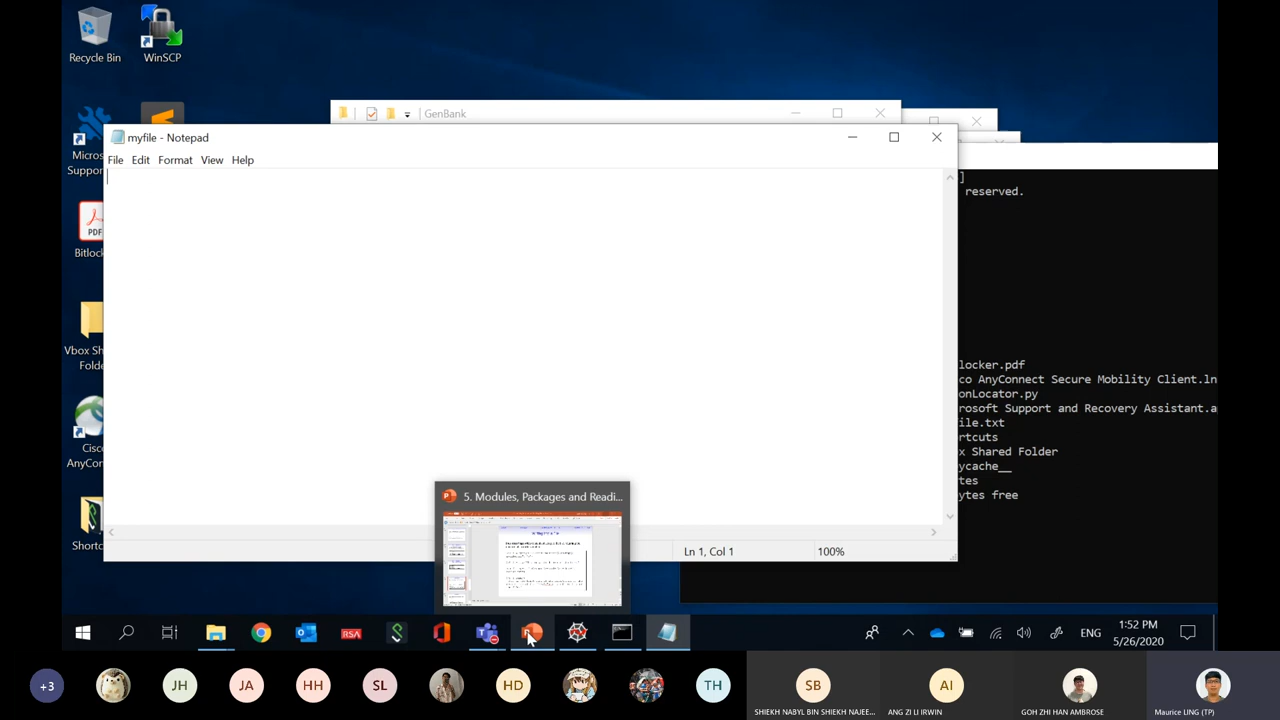 Recycle Bin
WinSCP
GenBank
myfile - Notepad
File Edit Format View Help
Micros
Suppor
]
reserved.
PDF
Bitlock
Vbox Sh
Folde
locker.pdf
co AnyConnect Secure Mobility Client.ln
onLocator.py
rosoft Support and Recovery Assistant.a
ile.txt
rtcuts
x Shared Folder
ycache__
tes
ytes free
Cisc
AnyCon
Shortc
5. Modules, Packages and Readi...
Ln 1, Col 1
100%
RSA
ENG
1:52 PM
5/26/2020
+3
JH
JA
HH
SL
HD
TH
SB
AI
SHIEKH NABYL BIN SHIEKH NAJEE...
ANG ZI LI IRWIN
GOH ZHI HAN AMBROSE
Maurice LING (TP)